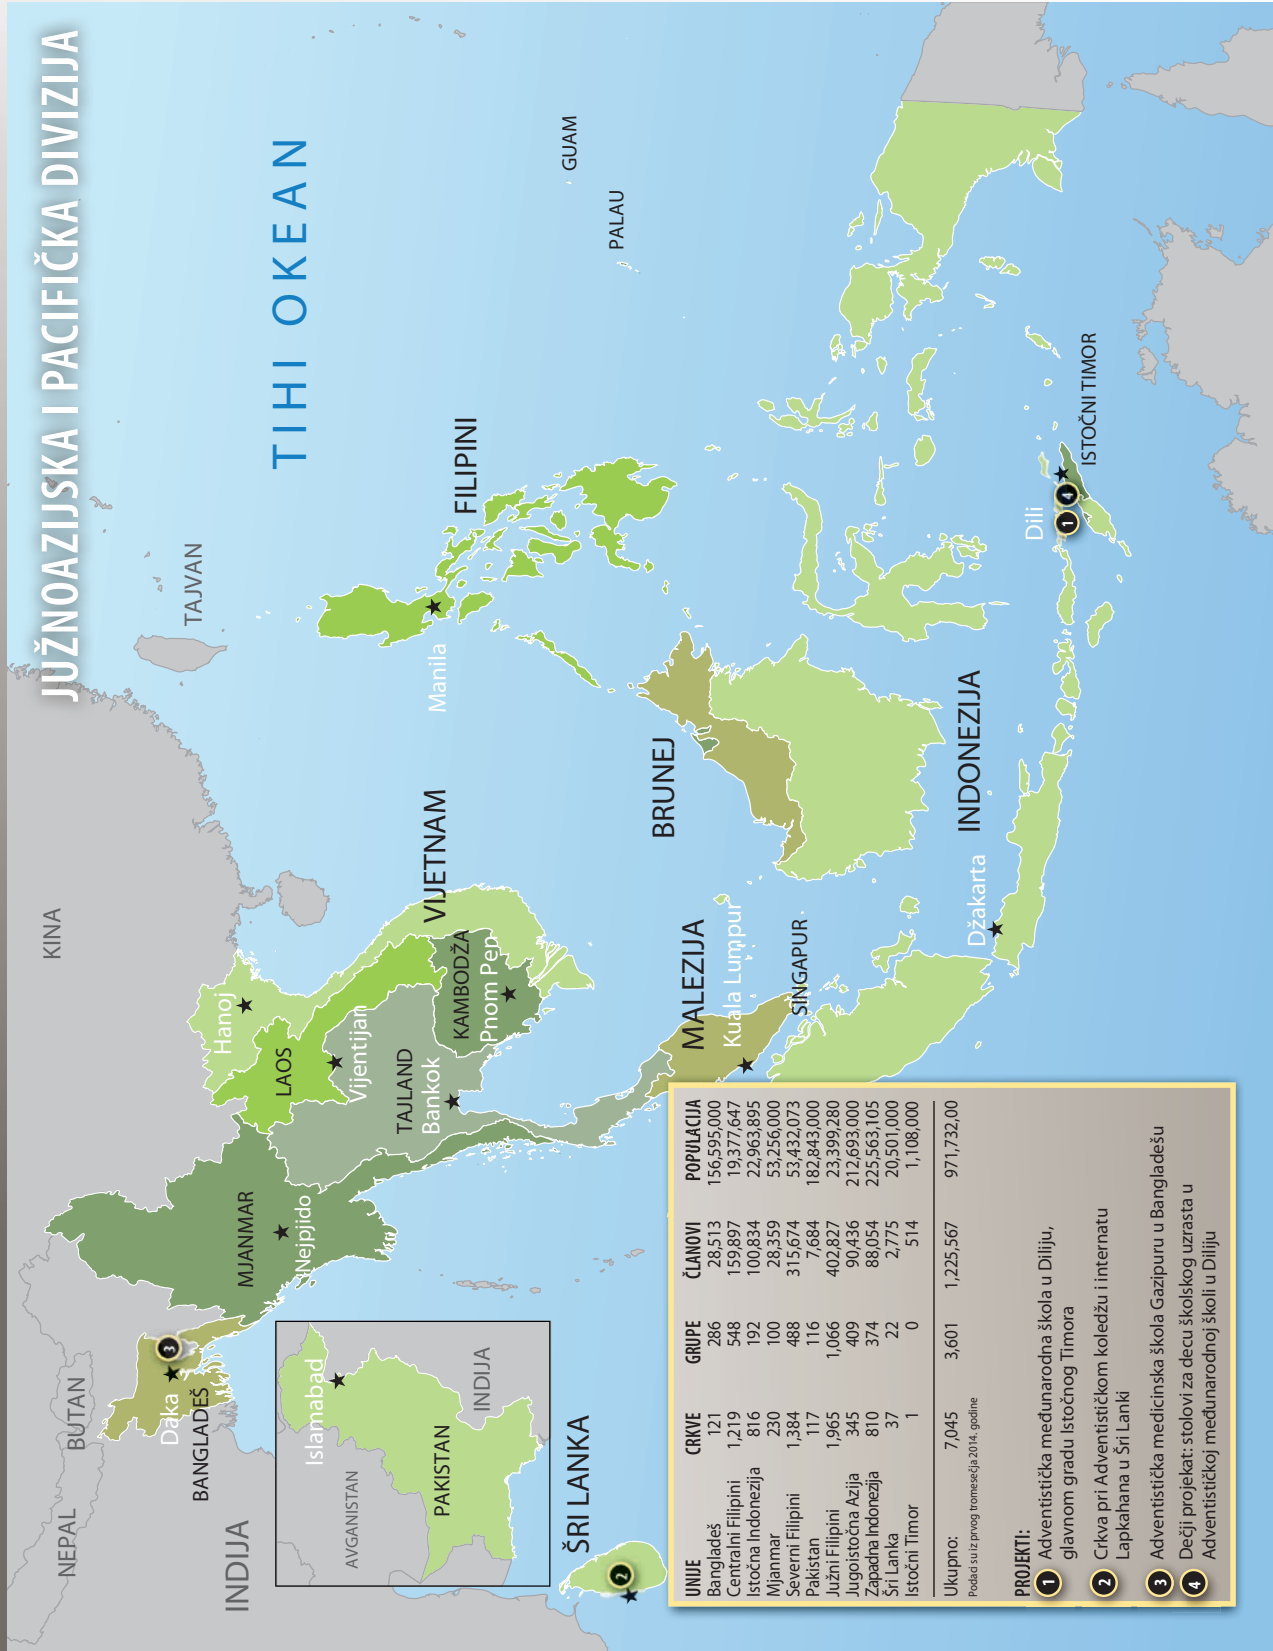 JUŽNOAZIJSKA I PACIFIČKA DIVIZIJA
KINA
TAJVAN
TIHI OKEAN
NEPAL
BUTAN
INDIJA
BANGLADEŠ
Daka
3
MJANMAR
Nejpjido
LAOS
Hanoj
Vijentijan
TAJLAND
Bankok
KAMBODŽA
Pnom Pen
VIJETNAM
FILIPINI
Manila
GUAM
PALAU
AVGANISTAN
PAKISTAN
Islamabad
INDIJA
ŠRI LANKA
2
BRUNEJ
MALEZIJA
Kuala Lumpur
SINGAPUR
INDONEZIJA
Džakarta
Dili
1
4
ISTOČNI TIMOR
UNIJE CRKVE GRUPE ČLANOVI POPULACIJA
Bangladeš 121 286 28,513 156,595,000
Centralni Filipini 1,219 548 159,897 19,377,647
Istočna Indonezija 816 192 100,834 22,963,895
Mjanmar 230 100 28,359 53,256,000
Severni Filipini 1,384 488 315,674 53,432,073
Pakistan 117 116 7,684 182,843,000
Južni Filipini 1,965 1,066 402,827 23,399,280
Jugoistočna Azija 345 409 90,436 212,693,000
Zapadna Indonezija 810 374 88,054 225,563,105
Šri Lanka 37 22 2,775 20,501,000
Istočni Timor 1 0 514 1,108,000
Ukupno: 7,045 3,601 1,225,567 971,732,00
Podaci su iz prvog tromesečja 2014. godine
PROJEKTI:
1 Adventistička međunarodna škola u Diliju,
glavnom gradu Istočnog Timora
2 Crkva pri Adventističkom koledžu i internatu
Lapkahana u Šri Lanki
3 Adventistička medicinska škola Gazipuru u Bangladešu
4 Dečji projekat: stolovi za decu školskog uzrasta u
Adventističkoj međunarodnoj školi u Diliju